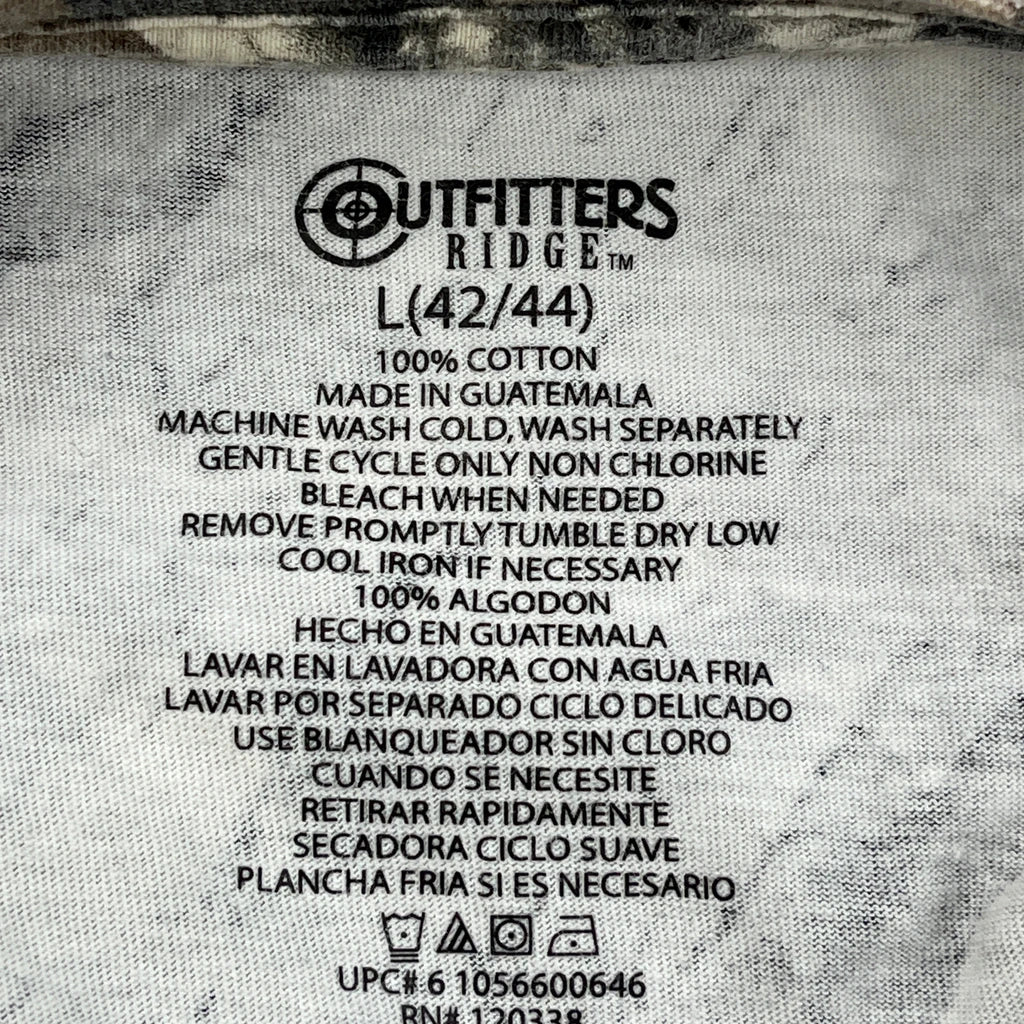 OUTFITTERS
RIDGE™
L(42/44)
100% COTTON
MADE IN GUATEMALA
MACHINE WASH COLD, WASH SEPARATELY
GENTLE CYCLE ONLY NON CHLORINE
BLEACH WHEN NEEDED
REMOVE PROMPTLY TUMBLE DRY LOW
COOL IRON IF NECESSARY
100% ALGODON
HECHO EN GUATEMALA
LAVAR EN LAVADORA CON AGUA FRIA
LAVAR POR SEPARADO CICLO DELICADO
USE BLANQUEADOR SIN CLORO
CUANDO SE NECESITE
RETIRAR RAPIDAMENTE
SECADORA CICLO SUAVE
PLANCHA FRIA SI ES NECESARIO
UPC# 6 1056600646
RN# 120338